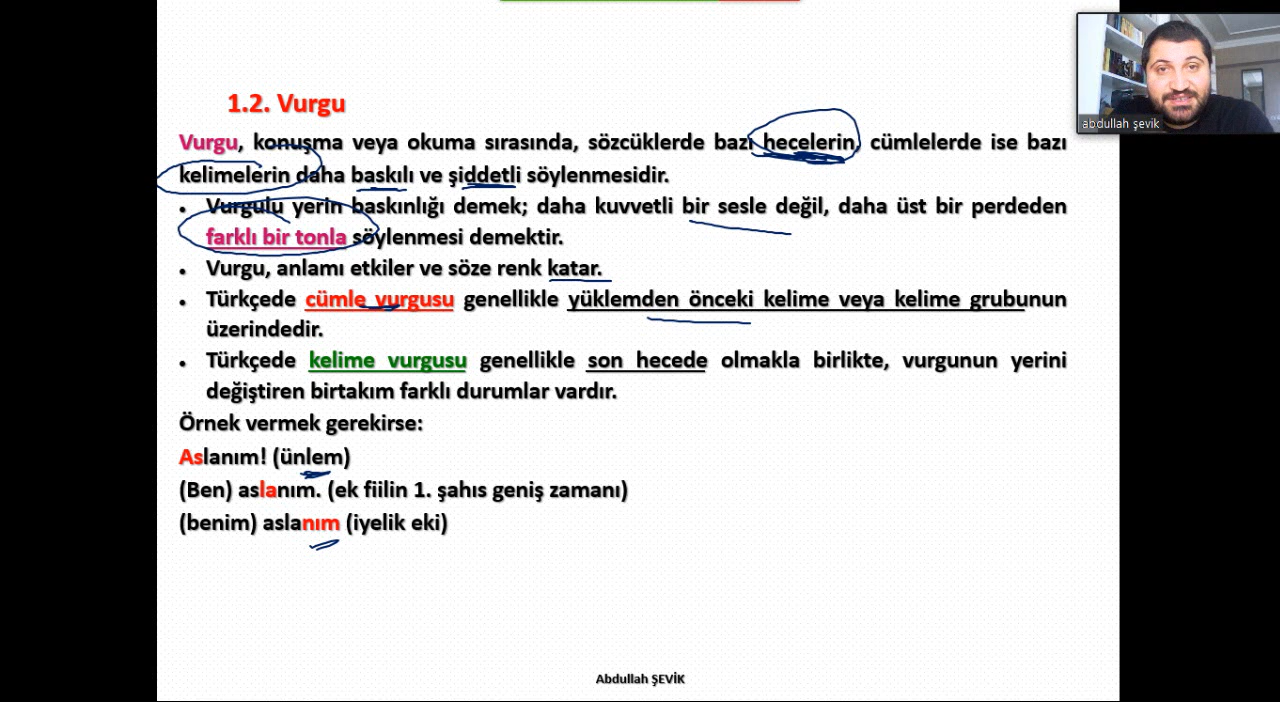 1.2. Vurgu
Vurgu, konuşma veya okuma sırasında, sözcüklerde bazı hecelerin, cümlelerde ise bazı
kelimelerin daha baskılı ve şiddetli söylenmesidir.
• Vurgulu yerin baskınlığı demek; daha kuvvetli bir sesle değil, daha üst bir perdeden
farklı bir tonla söylenmesi demektir.
• Vurgu, anlamı etkiler ve söze renk katar.
• Türkçede cümle vurgusu genellikle yüklemden önceki kelime veya kelime grubunun
üzerindedir.
• Türkçede kelime vurgusu genellikle son hecede olmakla birlikte, vurgunun yerini
değiştiren birtakım farklı durumlar vardır.
Örnek vermek gerekirse:
Aslanım! (ünlem)
(Ben) aslanım. (ek fiilin 1. şahıs geniş zamanı)
(benim) aslanım (iyelik eki)
Abdullah ŞEVİK
abdullah şevik